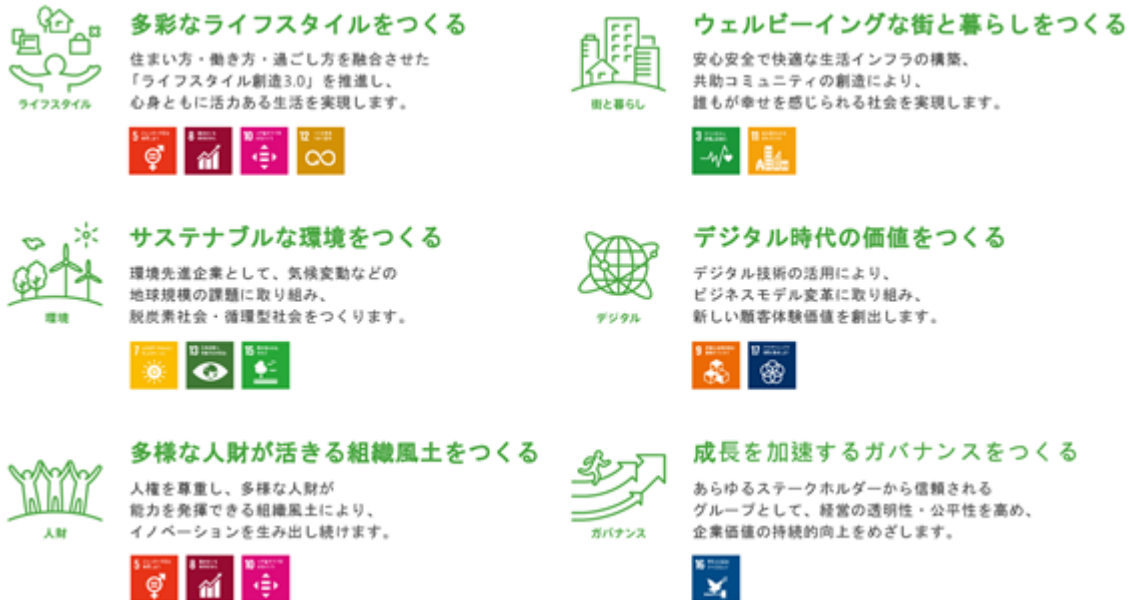 多彩なライフスタイルをつくる
住まい方・働き方・過ごし方を融合させた
「ライフスタイル創造3.0」を推進し、
心身ともに活力ある生活を実現します。
ライフスタイル
5
8
10
12
ウェルビーイングな街と暮らしをつくる
安心安全で快適な生活インフラの構築、
共助コミュニティの創造により、
誰もが幸せを感じられる社会を実現します。
街と暮らし
3
11
サステナブルな環境をつくる
環境先進企業として、気候変動などの
地球規模の課題に取り組み、
脱炭素社会・循環型社会をつくります。
環境
7
13
15
デジタル時代の価値をつくる
デジタル技術の活用により、
ビジネスモデル変革に取り組み、
新しい顧客体験価値を創出します。
デジタル
9
17
多様な人財が活きる組織風土をつくる
人権を尊重し、多様な人財が
能力を発揮できる組織風土により、
イノベーションを生み出し続けます。
人財
5
8
10
成長を加速するガバナンスをつくる
あらゆるステークホルダーから信頼される
グループとして、経営の透明性・公平性を高め、
企業価値の持続的向上をめざします。
ガバナンス
16